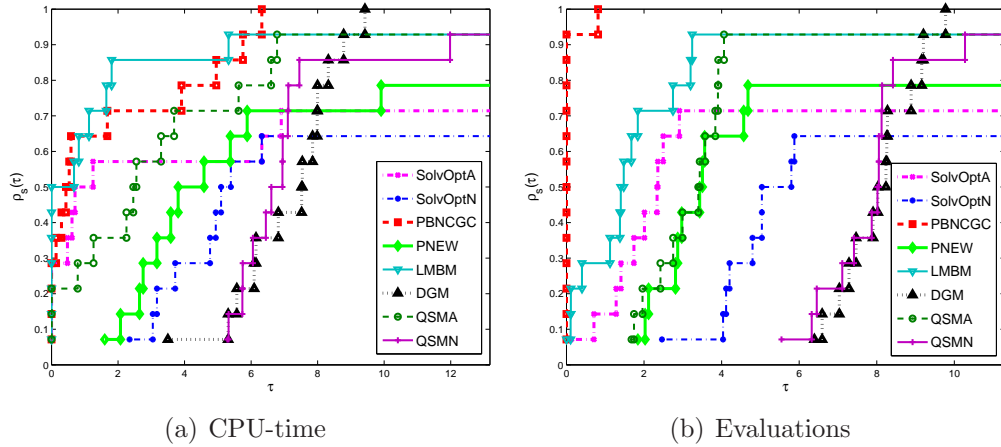 1
0.9
0.8
0.7
0.6
0.5
0.4
0.3
0.2
0.1
0
ρs(τ)
0 2 4 6 8 10 12
τ
SolvOptA
SolvOptN
PBNCGC
PNEW
LMBM
DGM
QSMA
QSMN
(a) CPU-time
1
0.9
0.8
0.7
0.6
0.5
0.4
0.3
0.2
0.1
0
ρs(τ)
0 2 4 6 8 10
τ
SolvOptA
SolvOptN
PBNCGC
PNEW
LMBM
DGM
QSMA
QSMN
(b) Evaluations